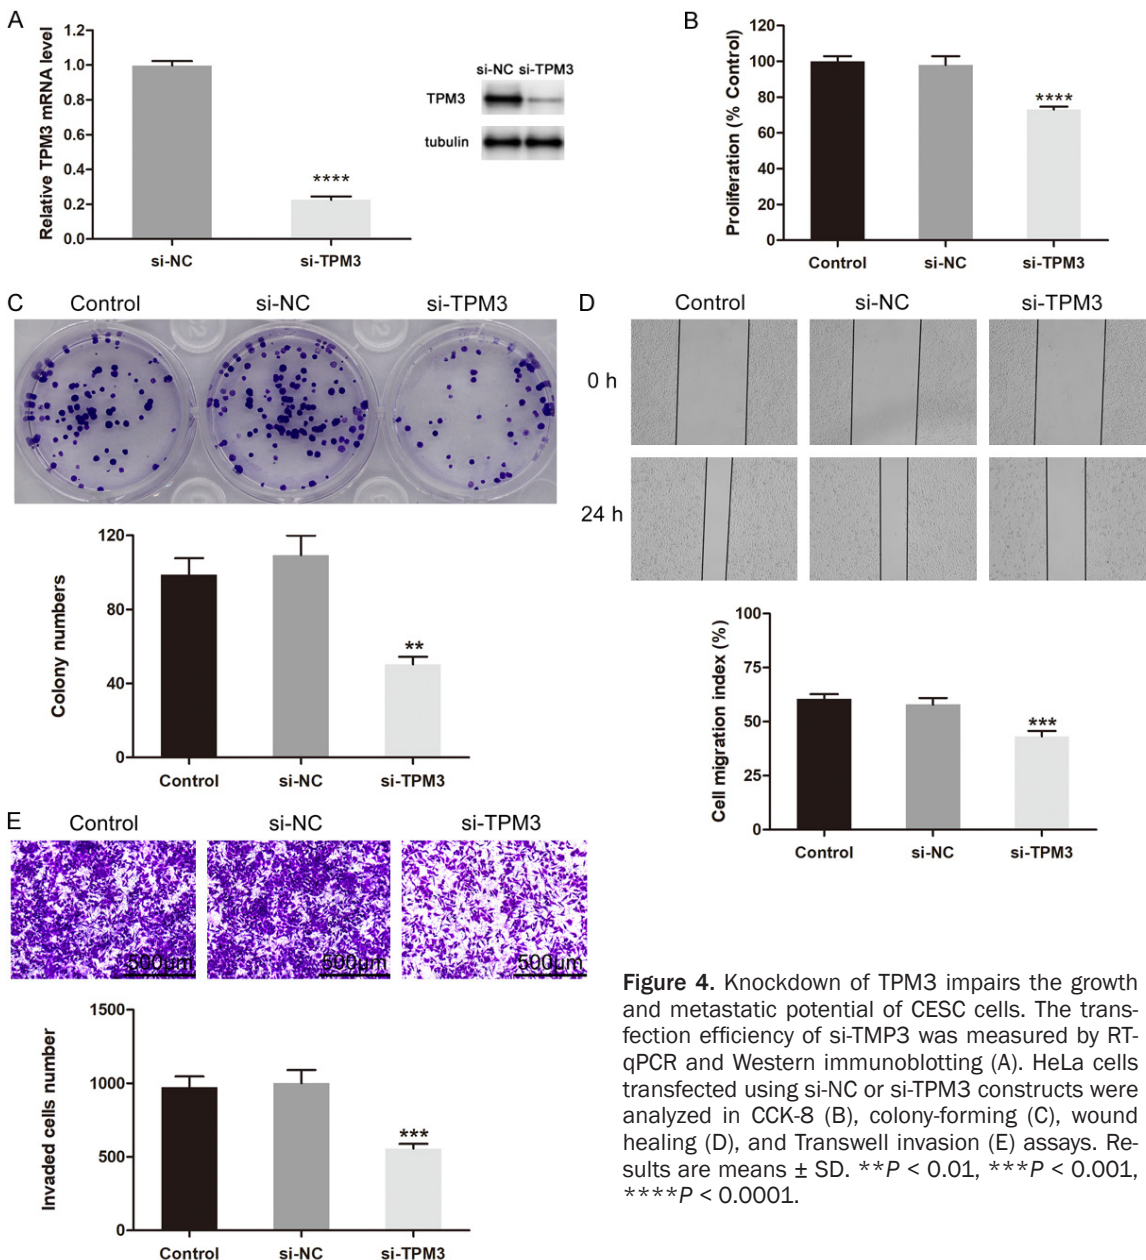 A
Relative TPM3 mRNA level
1.2
1.0
0.8
0.6
0.4
0.2
0.0
****
si-NC
si-TPM3
si-NC si-TPM3
TPM3
tubulin
B
Proliferation (% Control)
120
100
80
60
40
20
0
****
Control
si-NC
si-TPM3
C
Control
si-NC
si-TPM3
Colony numbers
120
80
40
0
**
Control
si-NC
si-TPM3
D
Control
si-NC
si-TPM3
0 h
24 h
Cell migration index (%)
100
75
50
25
0
***
Control
si-NC
si-TPM3
E
Control
si-NC
si-TPM3
500µm
500µm
500µm
Invaded cells number
1500
1000
500
0
***
Control
si-NC
si-TPM3
Figure 4. Knockdown of TPM3 impairs the growth
and metastatic potential of CESC cells. The trans-
fection efficiency of si-TMP3 was measured by RT-
qPCR and Western immunoblotting (A). HeLa cells
transfected using si-NC or si-TPM3 constructs were
analyzed in CCK-8 (B), colony-forming (C), wound
healing (D), and Transwell invasion (E) assays. Re-
sults are means ± SD. **P < 0.01, ***P < 0.001,
****P < 0.0001.